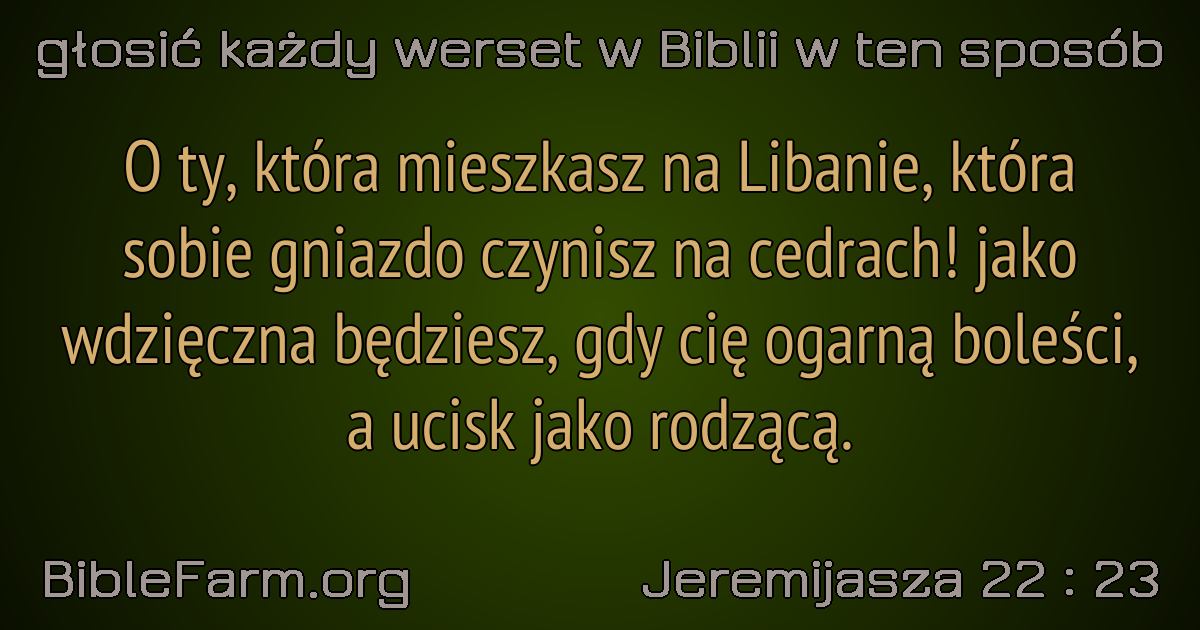 głosić każdy werset w Biblii w ten sposób
O ty, która mieszkasz na Libanie, która
sobie gniazdo czynisz na cedrach! jako
wdzięczna będziesz, gdy cię ogarną boleści,
a ucisk jako rodzącą.
BibleFarm.org
Jeremijasza 22 : 23